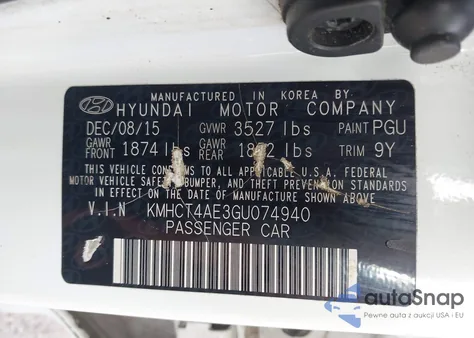 MANUFACTURED IN KOREA BY
HYUNDAI MOTOR COMPANY
DEC/08/15 GVWR 3527 lbs PAINT PGU
GAWR FRONT 1874 lbs GAWR REAR lbs TRIM 9Y
THIS VEHICLE CONFORMS TO ALL APPLICABLE U.S.A. FEDERAL
MOTOR VEHICLE SAFETY, BUMPER, AND THEFT PREVENTION
STANDARDS IN EFFECT ON THE DATE OF MANUFACTURE SHOWN ABOVE.
V.I.N KMHCT4AE3GU074940
PASSENGER CAR
autoSnap
Pewne auta z aukcji USA i EU